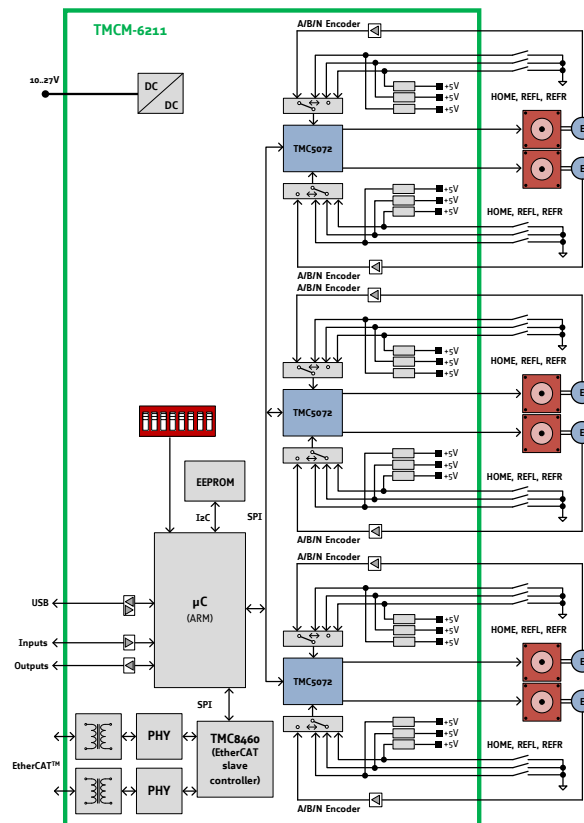 TMCM-6211
10..27V
DC
DC
A/B/N Encoder
+5V
+5V
+5V
HOME, REFL, REFR
TMC5072
E
E
+5V
+5V
+5V
HOME, REFL, REFR
A/B/N Encoder
A/B/N Encoder
+5V
+5V
+5V
HOME, REFL, REFR
TMC5072
E
E
+5V
+5V
+5V
HOME, REFL, REFR
A/B/N Encoder
A/B/N Encoder
+5V
+5V
+5V
HOME, REFL, REFR
TMC5072
E
E
+5V
+5V
+5V
HOME, REFL, REFR
A/B/N Encoder
EEPROM
I2C
SPI
µC
(ARM)
USB
Inputs
Outputs
SPI
PHY
TMC8460
(EtherCAT
slave
controller)
EtherCAT™
PHY